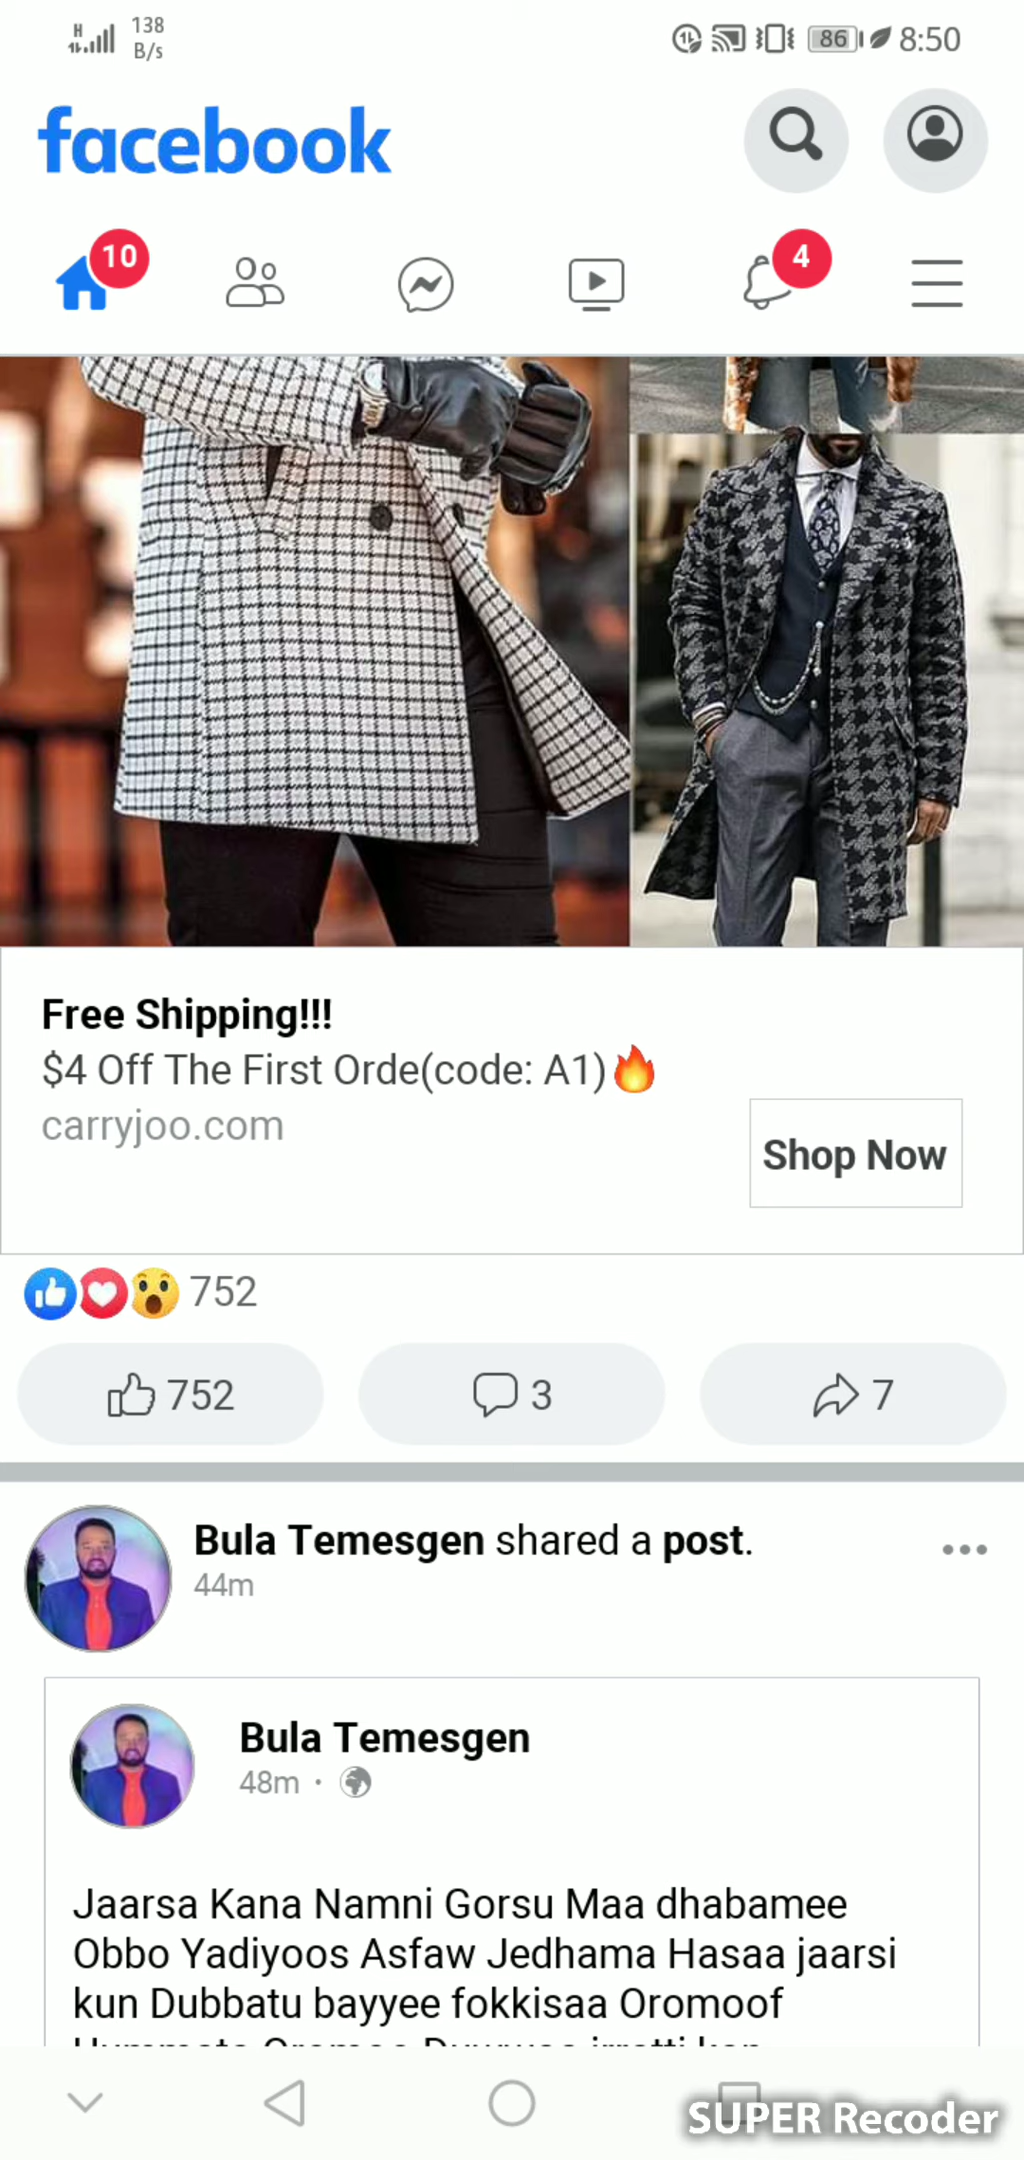 H
138
B/s
86
8:50
facebook
10
4
Free Shipping!!!
$4 Off The First Orde(code: A1)🔥
carryjoo.com
Shop Now
752
752
3
7
Bula Temesgen shared a post.
44m
Bula Temesgen
48m ·
Jaarsa Kana Namni Gorsu Maa dhabamee
Obbo Yadiyoos Asfaw Jedhama Hasaa jaarsi
kun Dubbatu bayyee fokkisaa Oromoof
SUPER Recoder